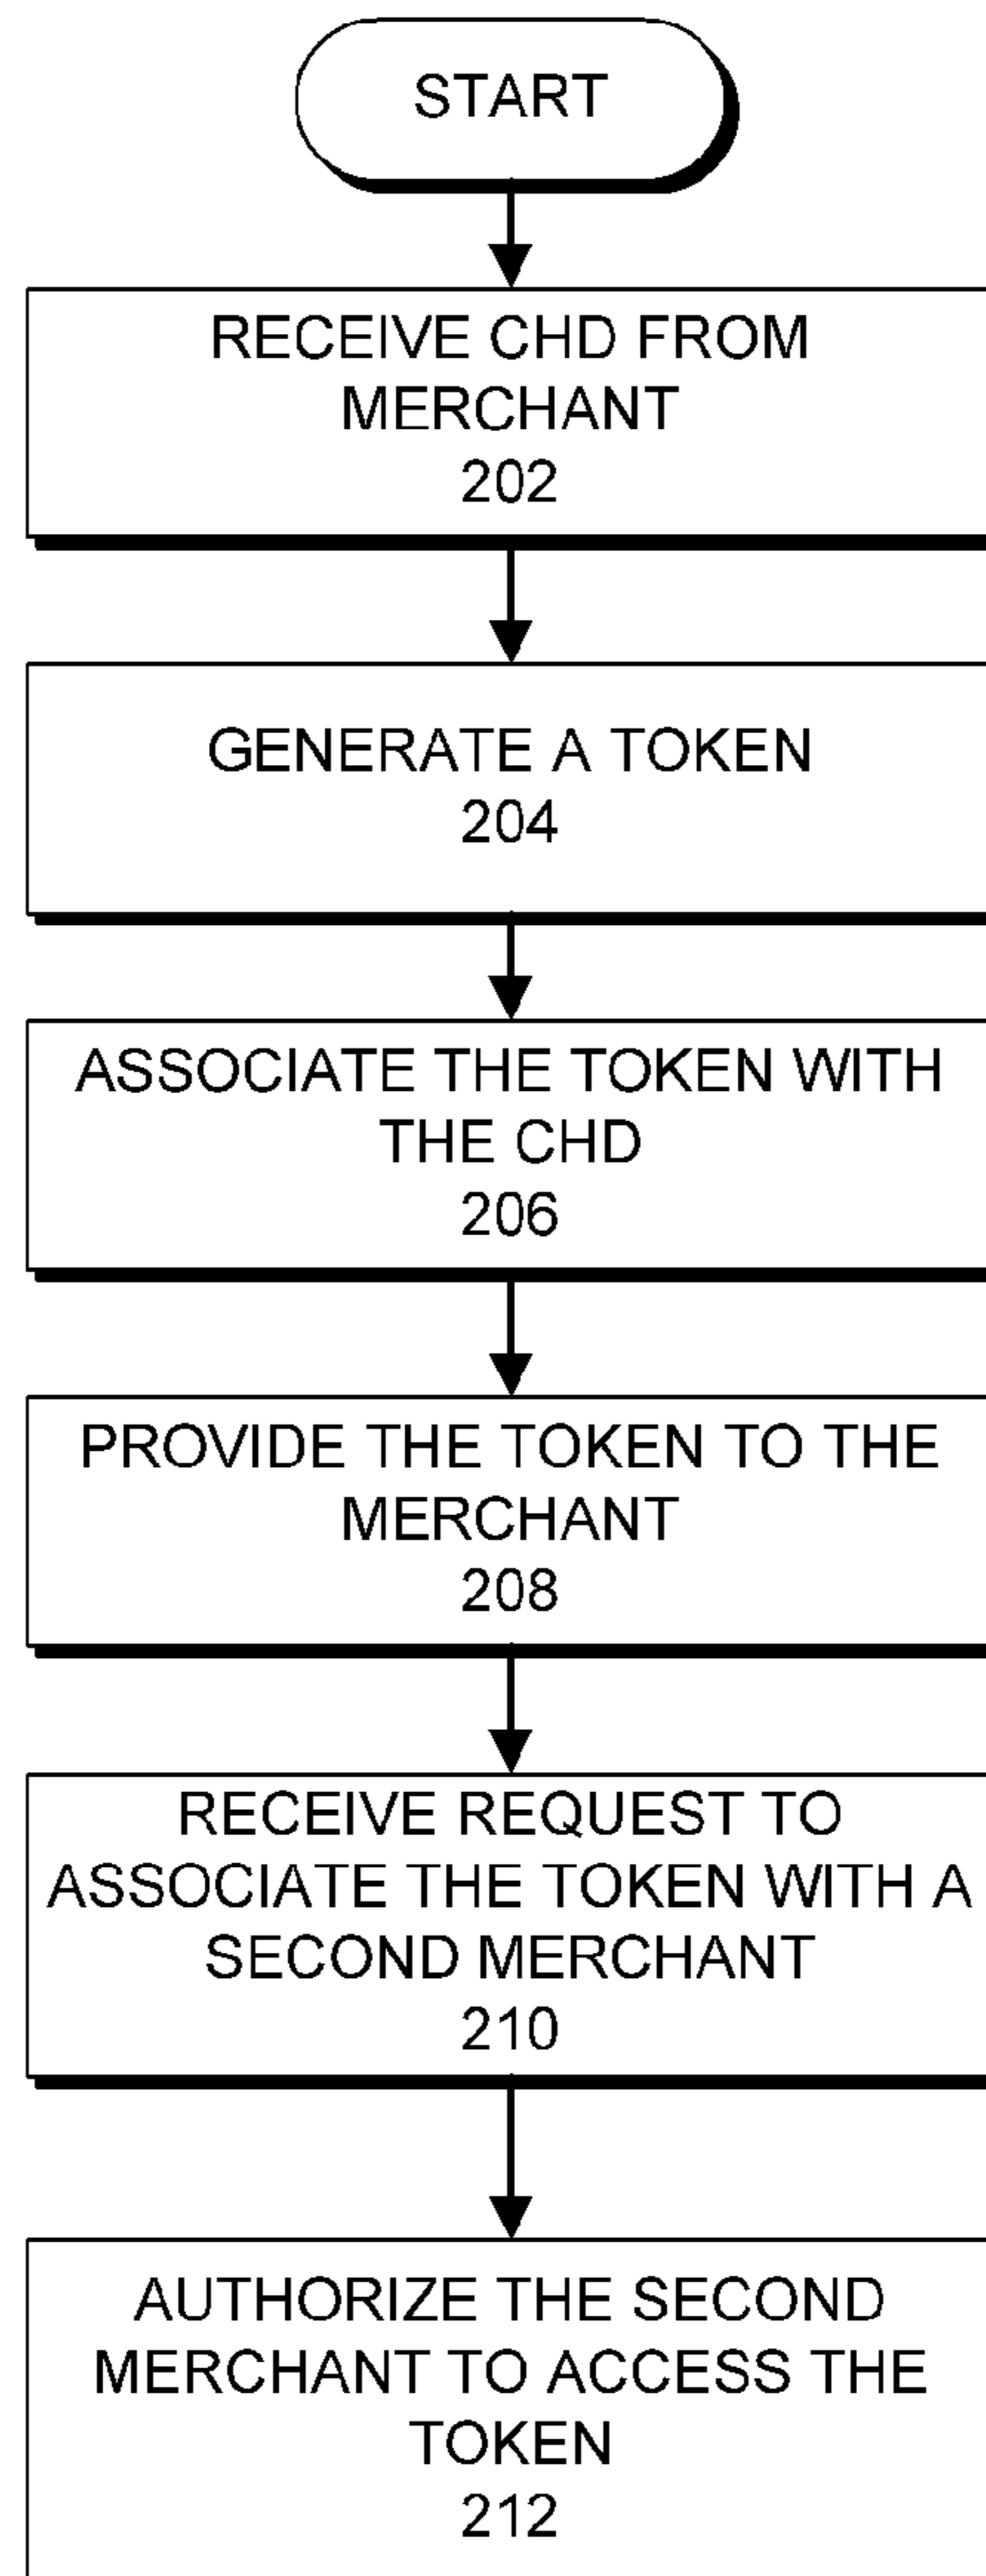 START
RECEIVE CHD FROM
MERCHANT
202
GENERATE A TOKEN
204
ASSOCIATE THE TOKEN WITH
THE CHD
206
PROVIDE THE TOKEN TO THE
MERCHANT
208
RECEIVE REQUEST TO
ASSOCIATE THE TOKEN WITH A
SECOND MERCHANT
210
AUTHORIZE THE SECOND
MERCHANT TO ACCESS THE
TOKEN
212